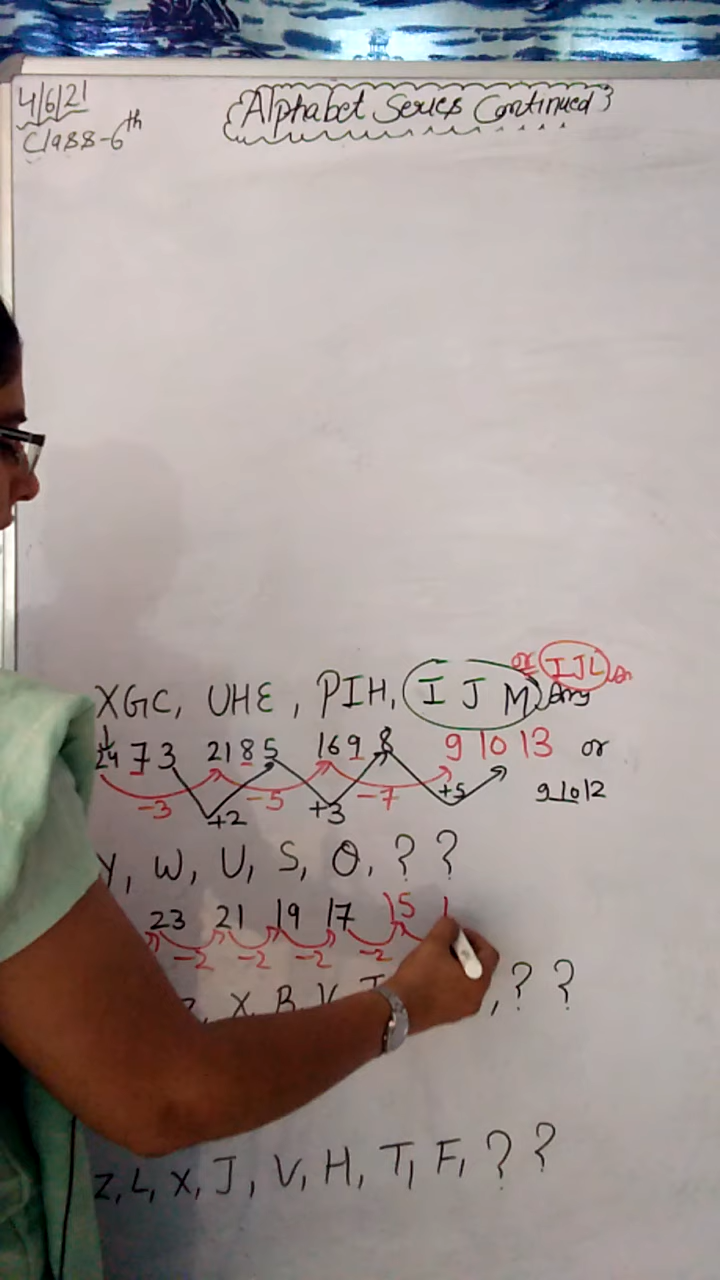 4/6/21
Class-6th
Alphabet Series Continued
or IJL
XGC, UHE, PIH, I J M Ans
24 7 3 21 8 5 16 9 8 9 10 13 or
-3 +2 -5 +3 -7 +5 9 10 12
Y, W, U, S, Q, ? ?
23 21 19 17 15 1
-2 -2 -2 -2
X, B, V, ? ?
Z, L, X, J, V, H, T, F, ? ?